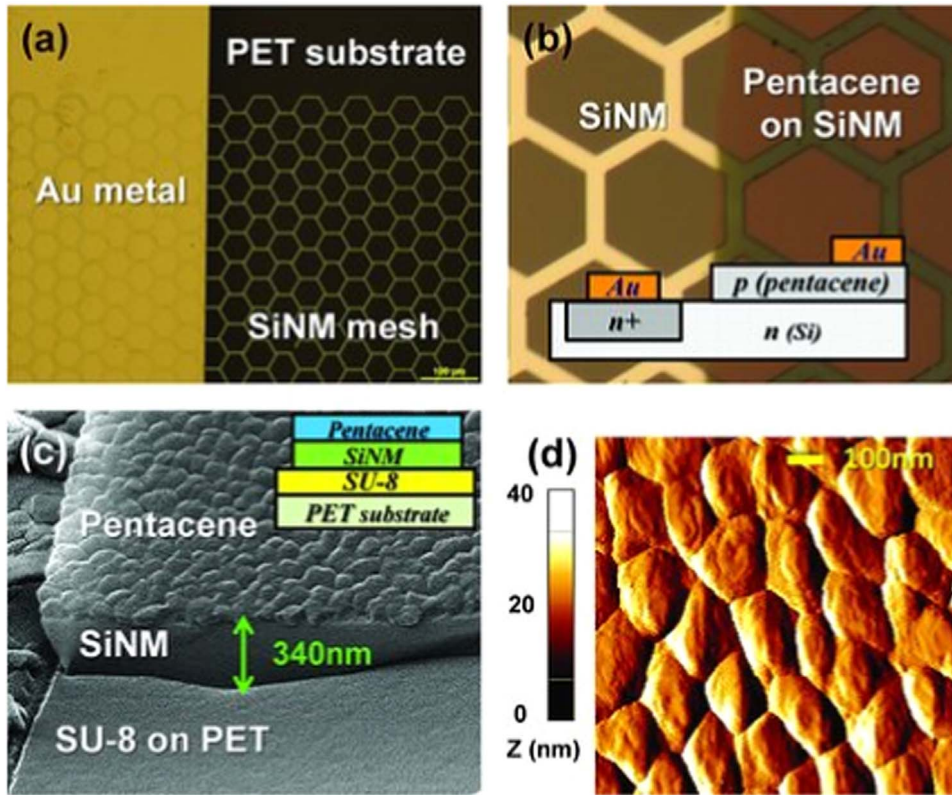 (a)
PET substrate
Au metal
SiNM mesh
100 μm
(b)
SiNM
Pentacene
on SiNM
Au
Au
p (pentacene)
n+
n (Si)
(c)
Pentacene
SiNM
SU-8
PET substrate
Pentacene
SiNM
340nm
SU-8 on PET
(d)
100nm
40
20
0
Z (nm)